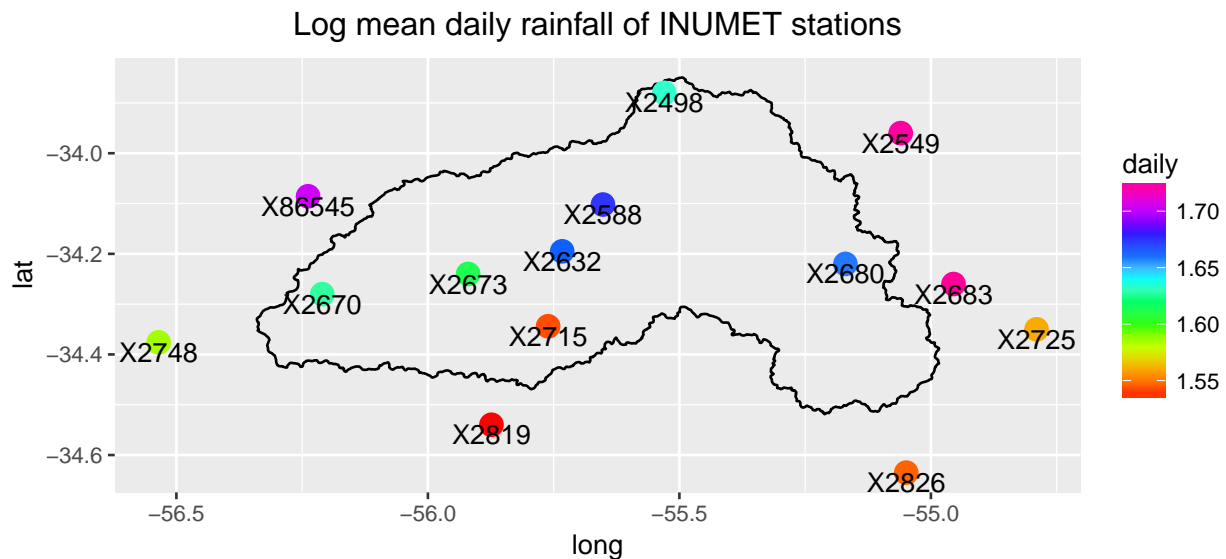 Log mean daily rainfall of INUMET stations
X2498
X2549
X86545
X2588
X2632
X2680
X2673
X2683
X2670
X2715
X2725
X2748
X2819
X2826
−34.0
−34.2
−34.4
−34.6
lat
−56.5
−56.0
−55.5
−55.0
long
daily
1.70
1.65
1.60
1.55